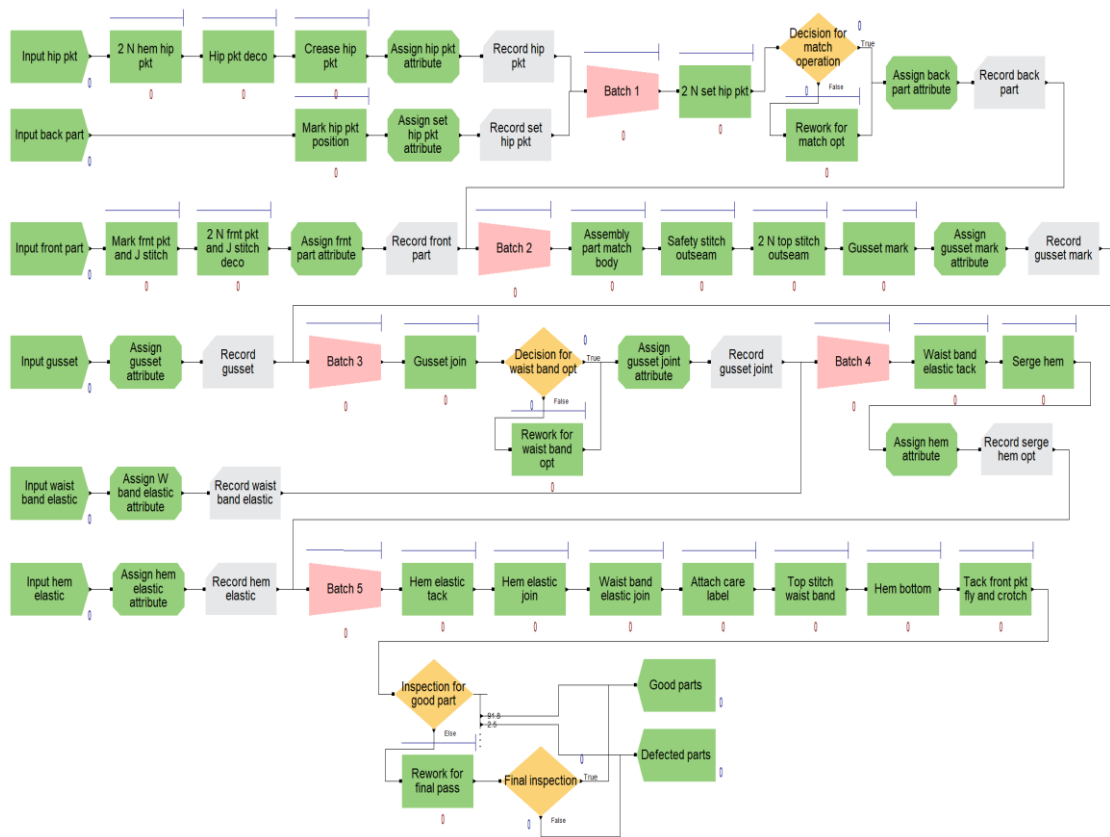 Input hip pkt
2 N hem hip
pkt
Hip pkt deco
Crease hip
pkt
Assign hip pkt
attribute
Record hip
pkt
Batch 1
2 N set hip pkt
Decision for
match
operation
True
False
Rework for
match opt
Assign back
part attribute
Record back
part
Input back part
Mark hip pkt
position
Assign set hip pkt
attribute
Record set
hip pkt
Input front part
Mark frnt pkt
and J stitch
2 N frnt pkt
and J stitch
deco
Assign frnt
part attribute
Record front
part
Batch 2
Assembly
part match
body
Safety stitch
outseam
2 N top stitch
outseam
Gusset mark
Assign
gusset mark
attribute
Record
gusset mark
Input gusset
Assign
gusset
attribute
Record
gusset
Batch 3
Gusset join
Decision for
waist band opt
True
False
Rework for
waist band
opt
Assign
gusset joint
attribute
Record
gusset joint
Batch 4
Waist band
elastic tack
Serge hem
Assign hem
attribute
Record serge
hem opt
Input waist
band elastic
Assign W
band elastic
attribute
Record waist
band elastic
Input hem
elastic
Assign hem
elastic
attribute
Record hem
elastic
Batch 5
Hem elastic
tack
Hem elastic
join
Waist band
elastic join
Attach care
label
Top stitch
waist band
Hem bottom
Tack front pkt
fly and crotch
Inspection for
good part
91.8
2.5
Else
Good parts
Defected parts
Rework for
final pass
Final inspection
True
False